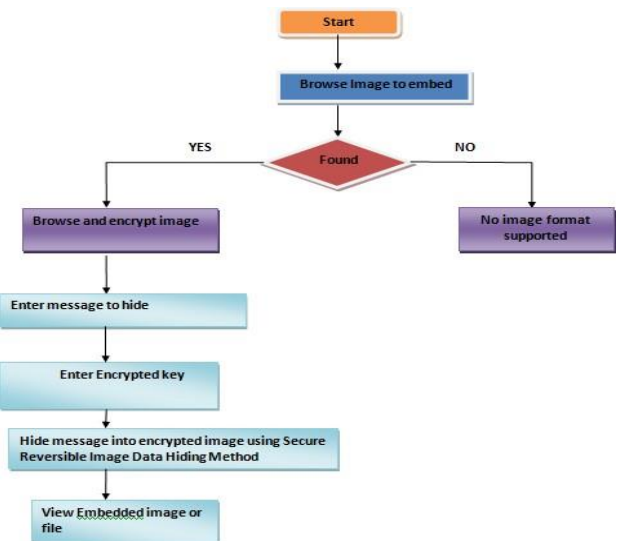 Start
Browse Image to embed
YES
NO
Found
Browse and encrypt image
No image format
supported
Enter message to hide
Enter Encrypted key
Hide message into encrypted image using Secure
Reversible Image Data Hiding Method
View Embedded image or
file